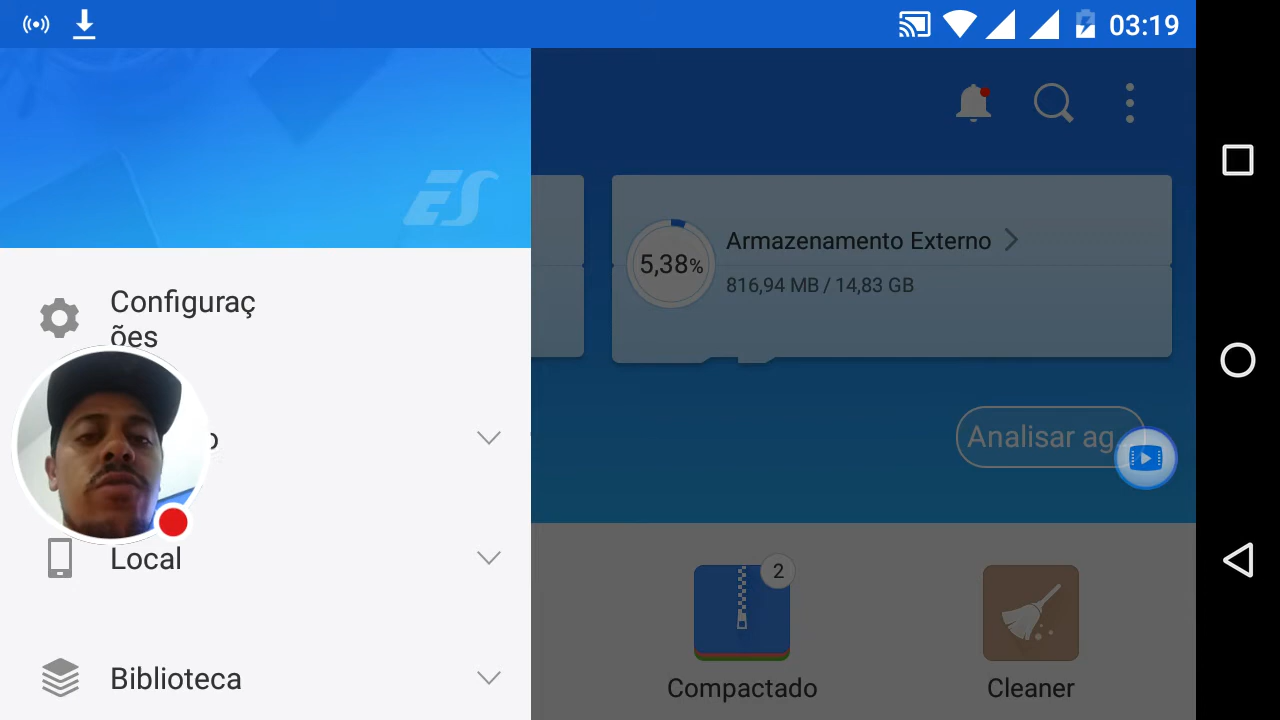 03:19
ES
Configuraç
ões
o
Local
Biblioteca
5,38%
Armazenamento Externo
816,94 MB / 14,83 GB
Analisar ag
2
Compactado
Cleaner